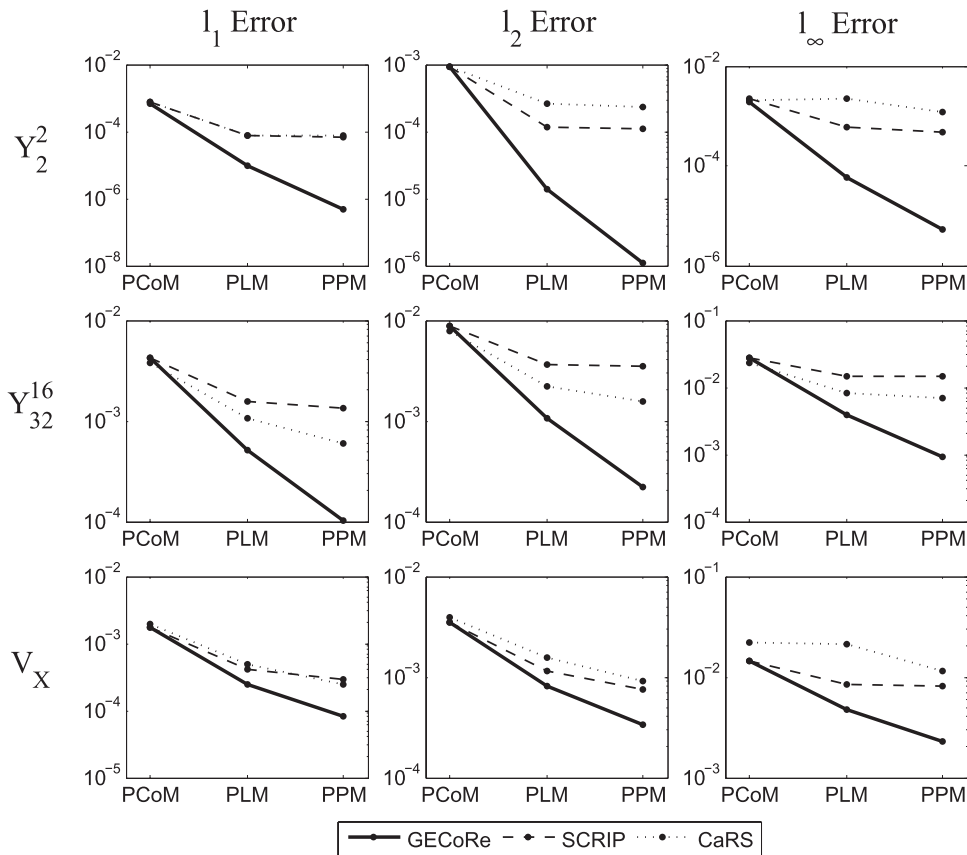 l₁ Error l₂ Error l∞ Error
Y₂²
10⁻² 10⁻⁴ 10⁻⁶ 10⁻⁸
PCoM PLM PPM
10⁻³ 10⁻⁴ 10⁻⁵ 10⁻⁶
PCoM PLM PPM
10⁻² 10⁻⁴ 10⁻⁶
PCoM PLM PPM
Y₃₂¹⁶
10⁻² 10⁻³ 10⁻⁴
PCoM PLM PPM
10⁻² 10⁻³ 10⁻⁴
PCoM PLM PPM
10⁻¹ 10⁻² 10⁻³ 10⁻⁴
PCoM PLM PPM
V_X
10⁻² 10⁻³ 10⁻⁴ 10⁻⁵
PCoM PLM PPM
10⁻² 10⁻³ 10⁻⁴
PCoM PLM PPM
10⁻¹ 10⁻² 10⁻³
PCoM PLM PPM
GECoRe SCRIP CaRS